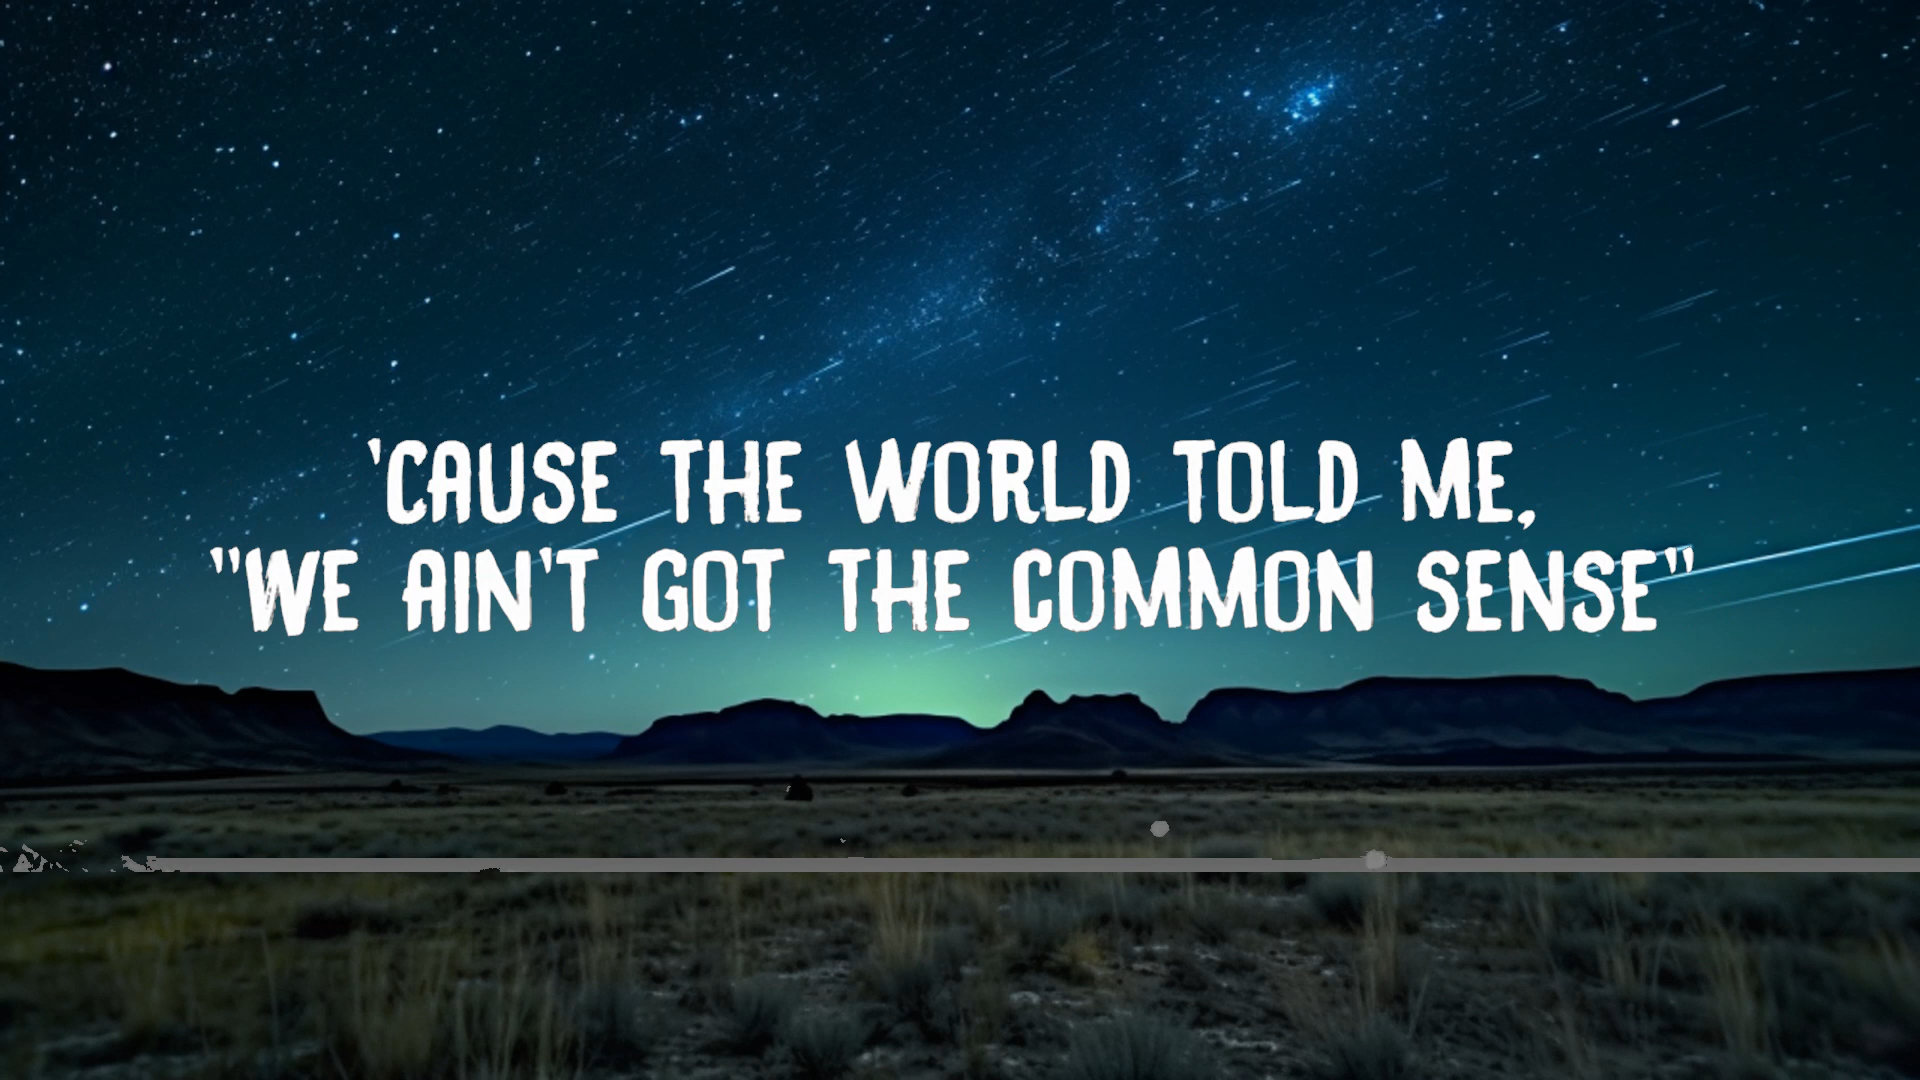 'CAUSE THE WORLD TOLD ME,
"WE AIN'T GOT THE COMMON SENSE"